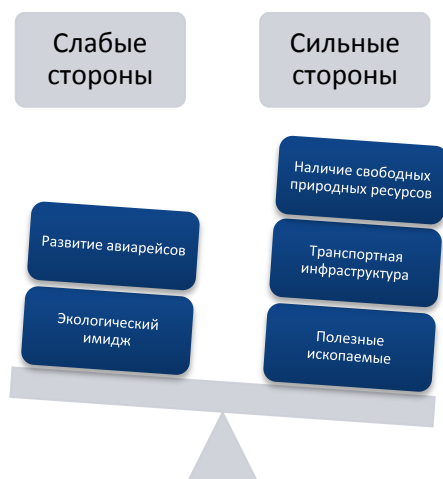 Слабые
стороны
Сильные
стороны
Развитие авиарейсов
Экологический
имидж
Наличие свободных
природных ресурсов
Транспортная
инфраструктура
Полезные
ископаемые